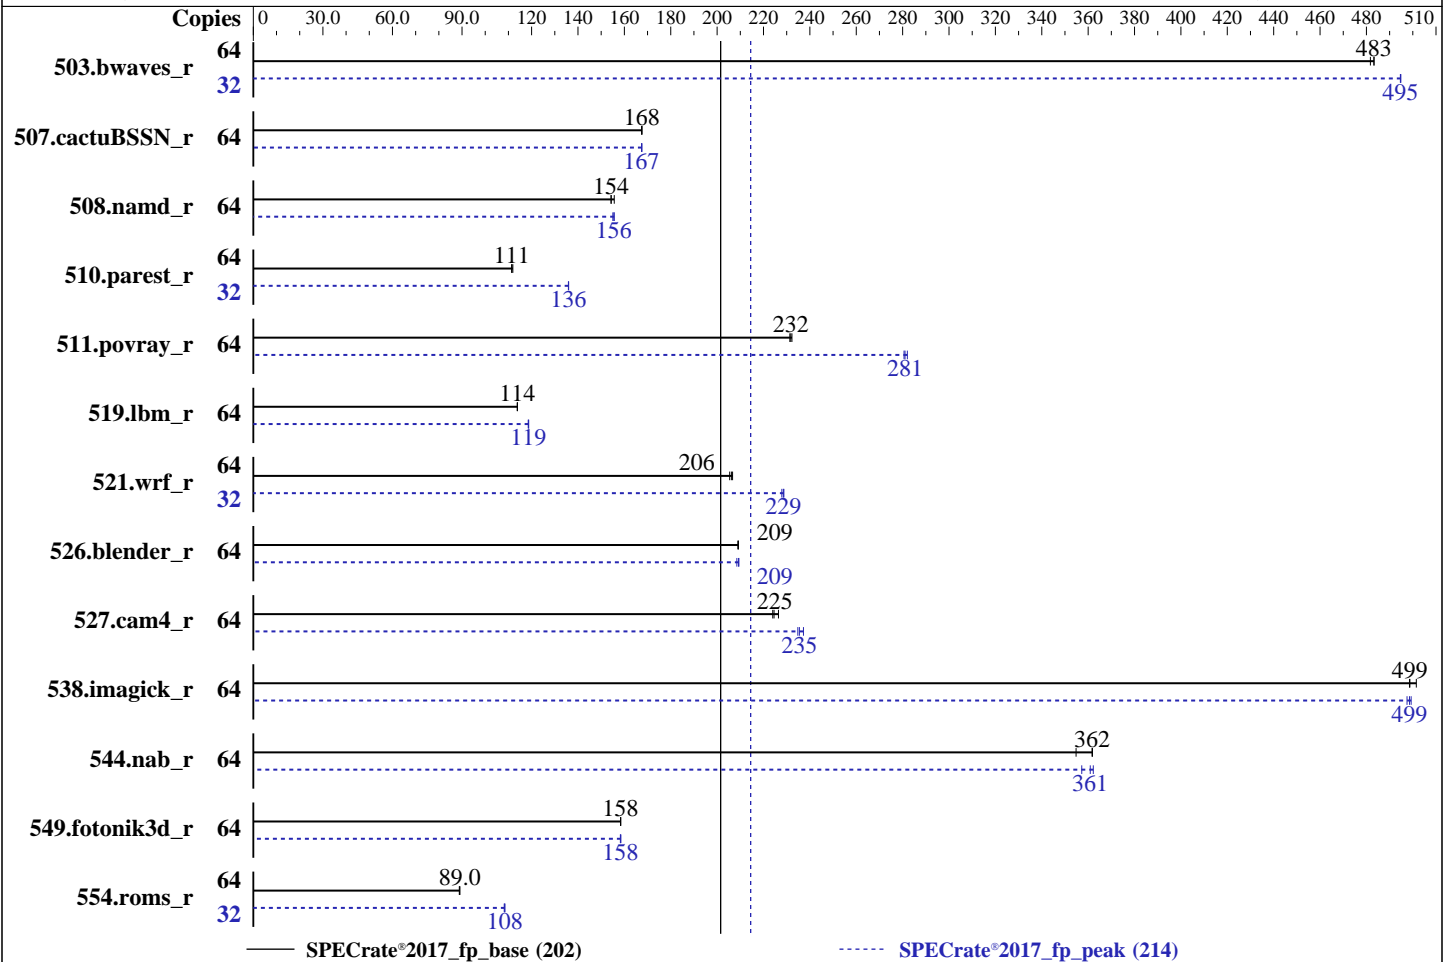 Copies 0 30.0 60.0 90.0 120 140 160 180 200 220 240 260 280 300 320 340 360 380 400 420 440 460 480 510
503.bwaves_r 64 483
32 495
507.cactuBSSN_r 64 168
167
508.namd_r 64 154
156
510.parest_r 64 111
32 136
511.povray_r 64 232
281
519.lbm_r 64 114
119
521.wrf_r 64 206
32 229
526.blender_r 64 209
209
527.cam4_r 64 225
235
538.imagick_r 64 499
499
544.nab_r 64 362
361
549.fotonik3d_r 64 158
158
554.roms_r 64 89.0
32 108
SPECrate®2017_fp_base (202) SPECrate®2017_fp_peak (214)